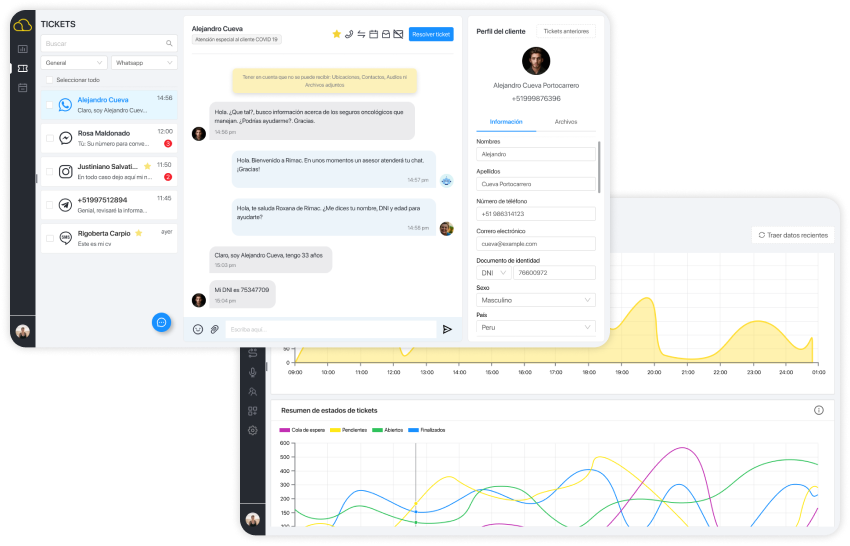 TICKETS
Buscar
General
Whatsapp
Seleccionar todo
Alejandro Cueva
14:56
Claro, soy Alejandro Cuev...
Rosa Maldonado
12:00
Tú: Su número para conve...
3
Justiniano Salvati...
11:50
En todo caso dejo aquí mi n...
2
+51997512894
11:45
Genial, revisaré la informa...
SMS
Rigoberta Carpio
ayer
Este es mi cv
Alejandro Cueva
Atención especial al cliente COVID 19
Resolver ticket
Tener en cuenta que no se puede recibir: Ubicaciones, Contactos, Audios ni
Archivos adjuntos
Hola. ¿Que tal?, busco información acerca de los seguros oncológicos que
manejan. ¿Podrías ayudarme?. Gracias.
14:56 pm
Hola. Bienvenido a Rimac. En unos momentos un asesor atenderá tu chat.
¡Gracias!
14:57 pm
Hola, te saluda Roxana de Rimac. ¿Me dices tu nombre, DNI y edad para
ayudarte?
14:58 pm
Claro, soy Alejandro Cueva, tengo 33 años
15:03 pm
Mi DNI es 75347709
15:04 pm
Escribe aquí...
Perfil del cliente
Tickets anteriores
Alejandro Cueva Portocarrero
+51999876396
Información
Archivos
Nombres
Alejandro
Apellidos
Cueva Portocarrero
Número de teléfono
+51 986314123
Correo electrónico
cueva@example.com
Documento de identidad
DNI
76600972
Sexo
Masculino
País
Peru
Traer datos recientes
90
0
09:00 10:00 11:00 12:00 13:00 14:00 15:00 16:00 17:00 18:00 19:00 20:00 21:00 22:00 23:00 24:00 01:00
Resumen de estados de tickets
Cola de espera Pendientes Abiertos Finalizados
600
500
400
300
200
150
100